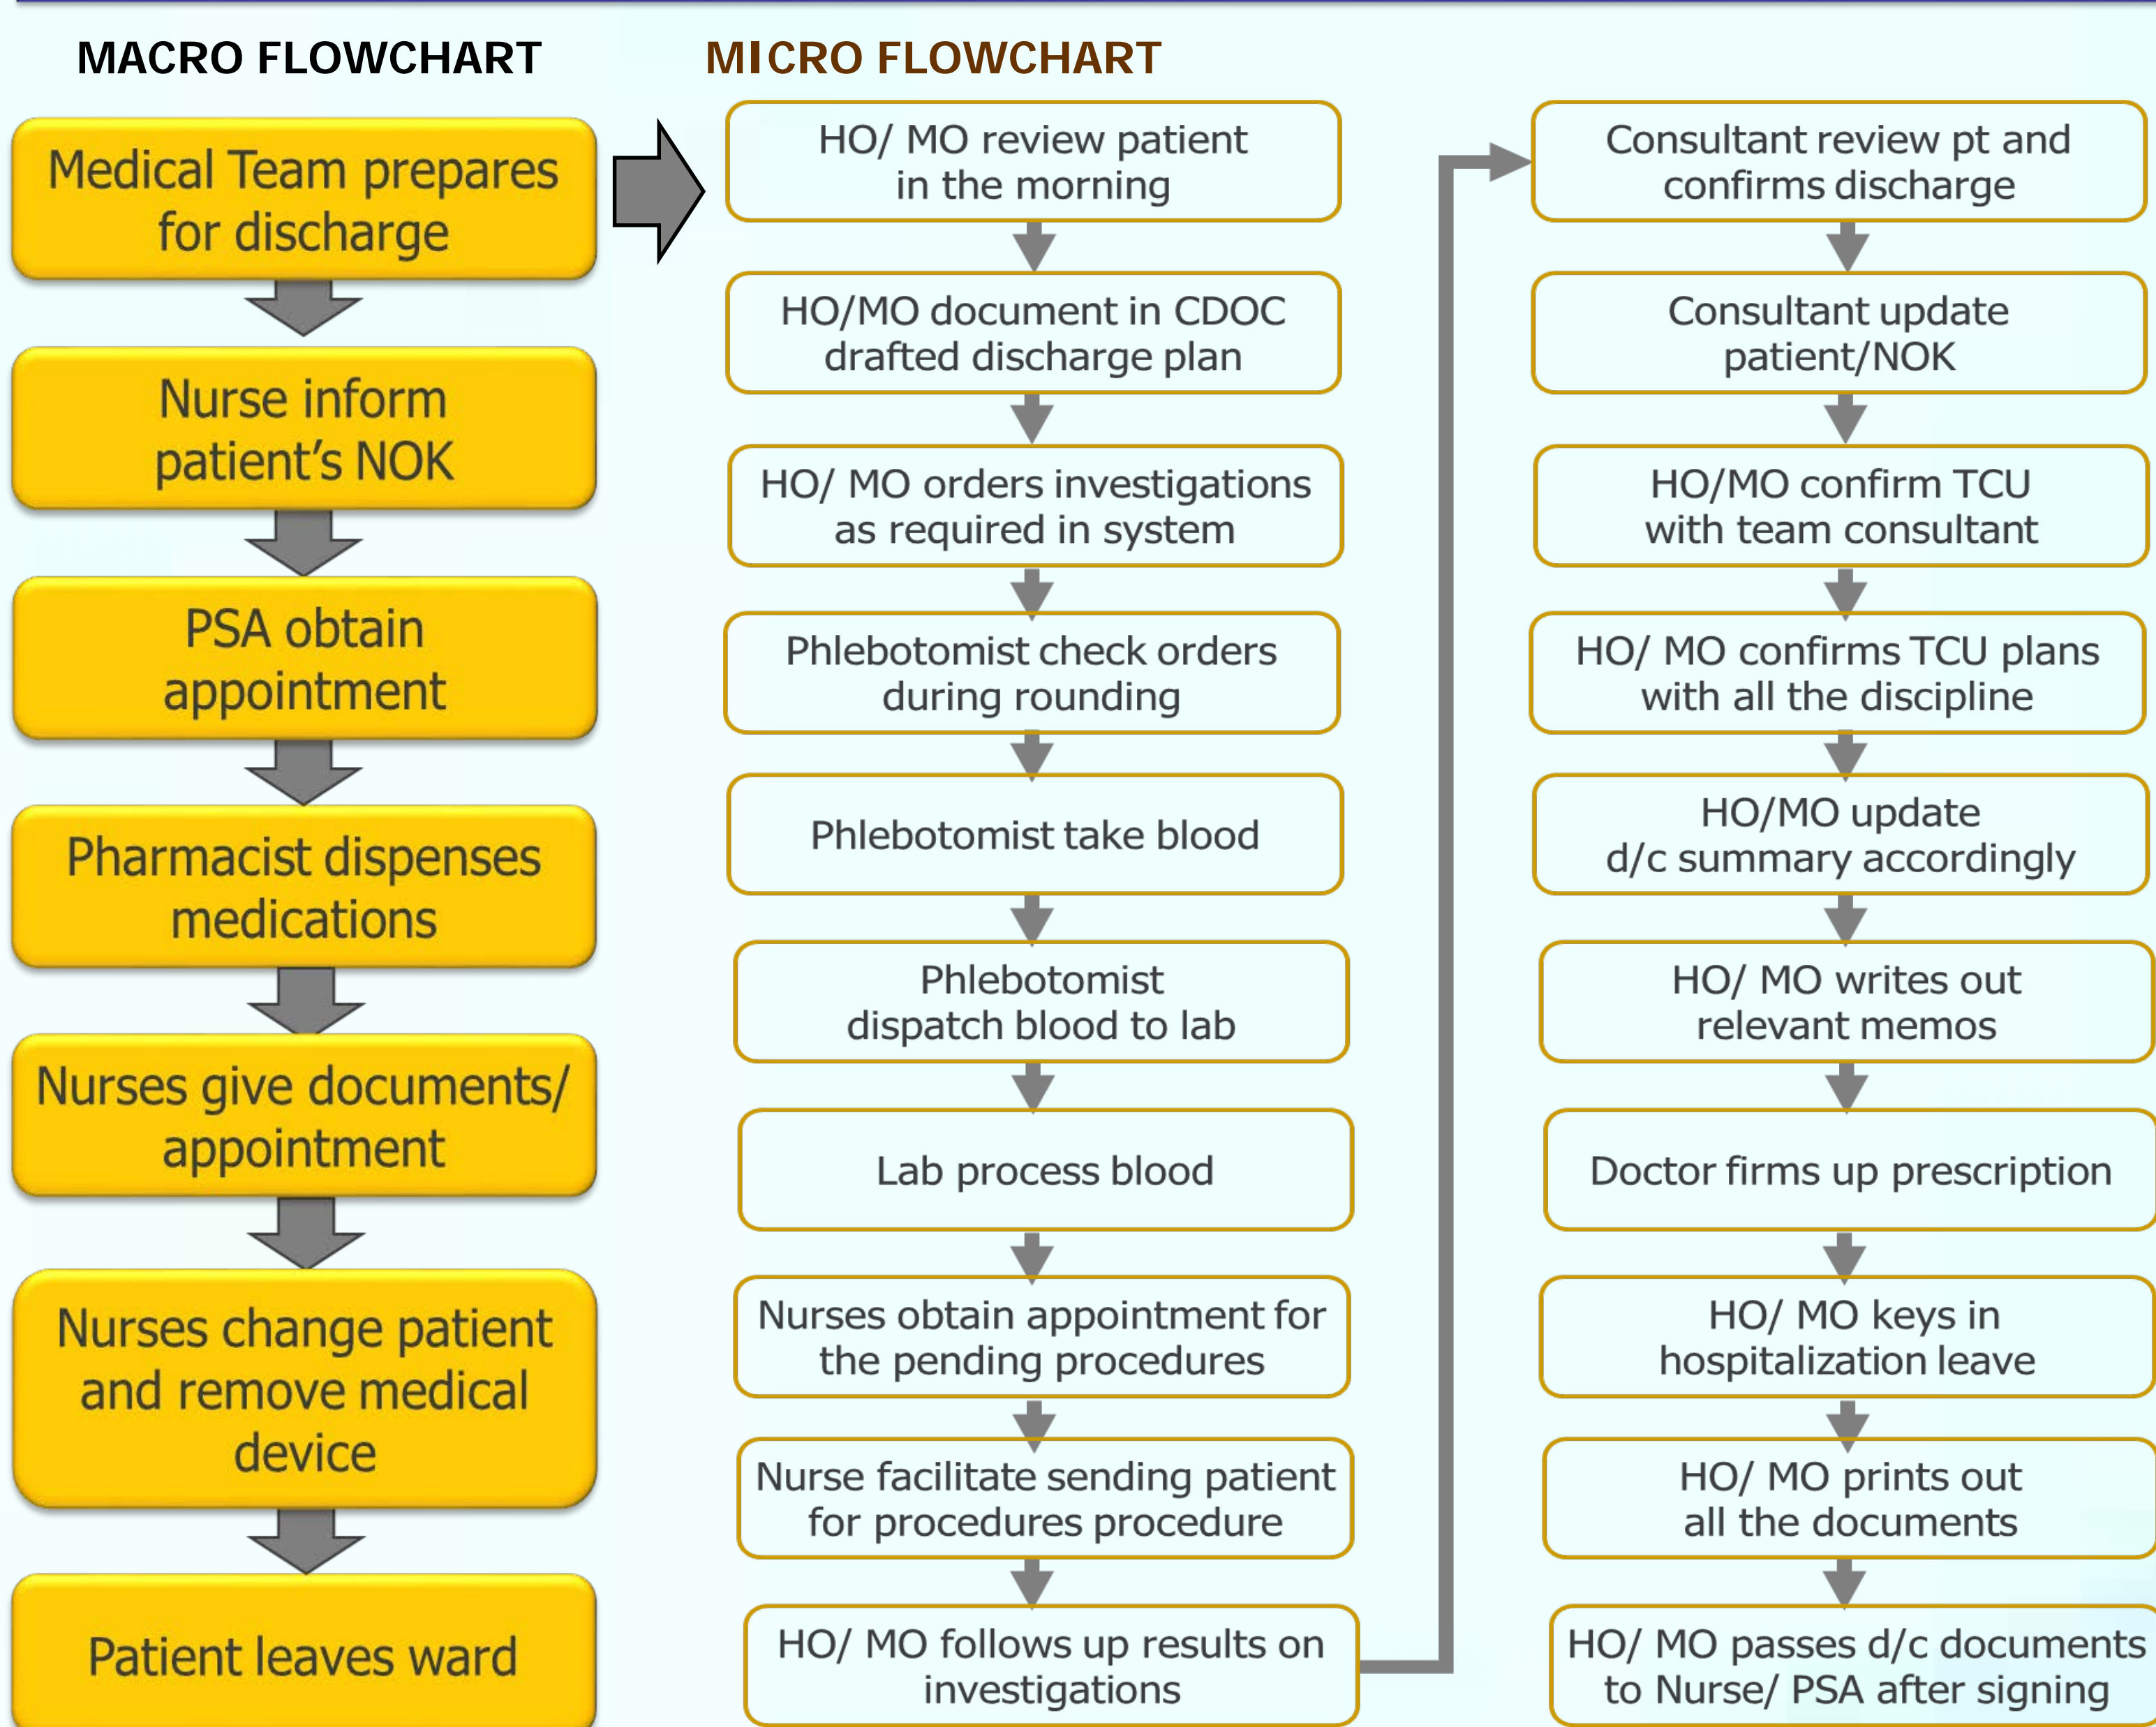 MACRO FLOWCHART
Medical Team prepares
for discharge
Nurse inform
patient's NOK
PSA obtain
appointment
Pharmacist dispenses
medications
Nurses give documents/
appointment
Nurses change patient
and remove medical
device
Patient leaves ward
MICRO FLOWCHART
HO/ MO review patient
in the morning
HO/MO document in CDOC
drafted discharge plan
HO/ MO orders investigations
as required in system
Phlebotomist check orders
during rounding
Phlebotomist take blood
Phlebotomist
dispatch blood to lab
Lab process blood
Nurses obtain appointment for
the pending procedures
Nurse facilitate sending patient
for procedures procedure
HO/ MO follows up results on
investigations
Consultant review pt and
confirms discharge
Consultant update
patient/NOK
HO/MO confirm TCU
with team consultant
HO/ MO confirms TCU plans
with all the discipline
HO/MO update
d/c summary accordingly
HO/ MO writes out
relevant memos
Doctor firms up prescription
HO/ MO keys in
hospitalization leave
HO/ MO prints out
all the documents
HO/ MO passes d/c documents
to Nurse/ PSA after signing